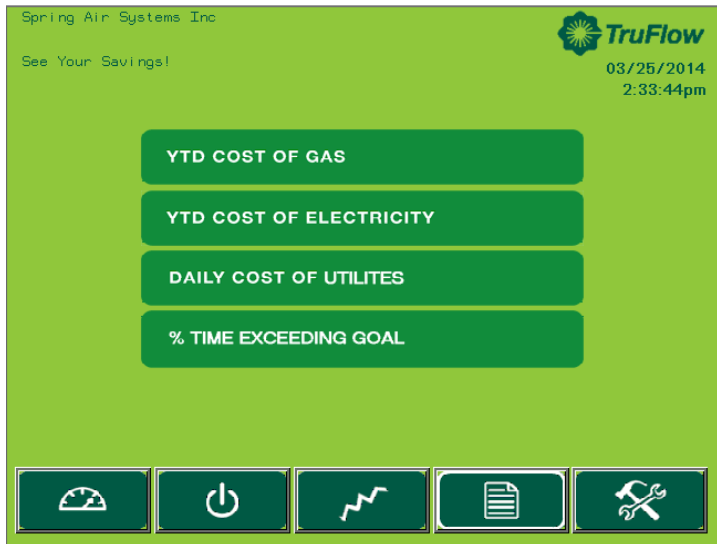 Spring Air Systems Inc
TruFlow
See Your Savings!
03/25/2014
2:33:44pm
YTD COST OF GAS
YTD COST OF ELECTRICITY
DAILY COST OF UTILITES
% TIME EXCEEDING GOAL